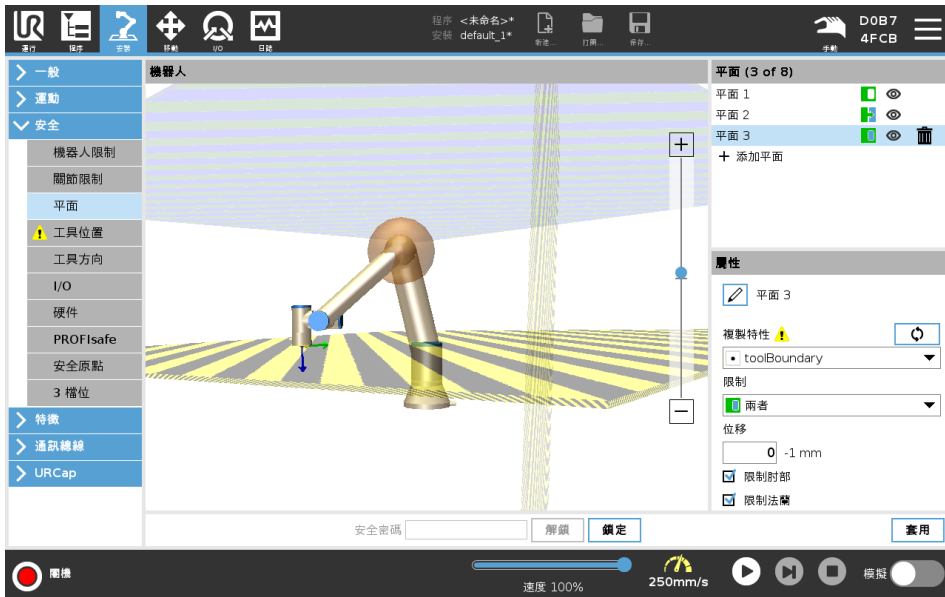 程序 <未命名>*
安裝 default_1*
運行
程序
安裝
移動
I/O
日誌
新建...
打開...
保存...
手動
D0B7
4FCB
一般
運動
安全
機器人限制
關節限制
平面
工具位置
工具方向
I/O
硬件
PROFIsafe
安全原點
3 檔位
特徵
通訊總線
URCap
機器人
平面 (3 of 8)
平面 1
平面 2
平面 3
添加平面
屬性
平面 3
複製特性
toolBoundary
限制
兩者
位移
0 -1 mm
限制肘部
限制法蘭
安全密碼
解鎖
鎖定
套用
關機
速度 100%
250mm/s
模擬